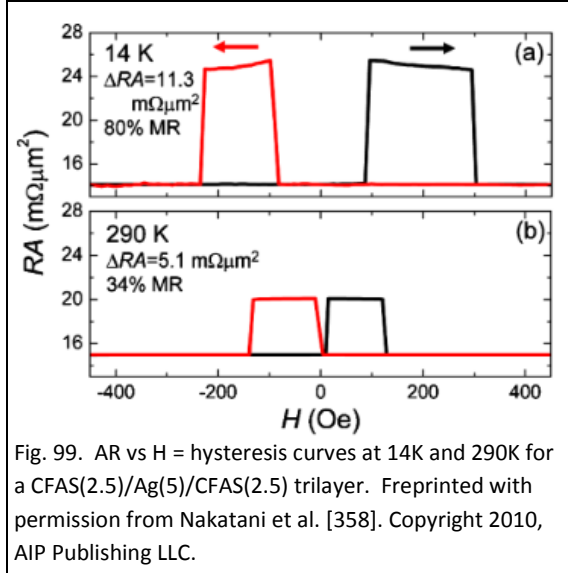 28
14 K
(a)
ΔRA=11.3
mΩμm²
80% MR
24
20
16
RA (mΩμm²)
28
290 K
(b)
ΔRA=5.1 mΩμm²
34% MR
24
20
16
-400 -200 0 200 400
H (Oe)
Fig. 99. AR vs H = hysteresis curves at 14K and 290K for
a CFAS(2.5)/Ag(5)/CFAS(2.5) trilayer. Freprinted with
permission from Nakatani et al. [358]. Copyright 2010,
AIP Publishing LLC.